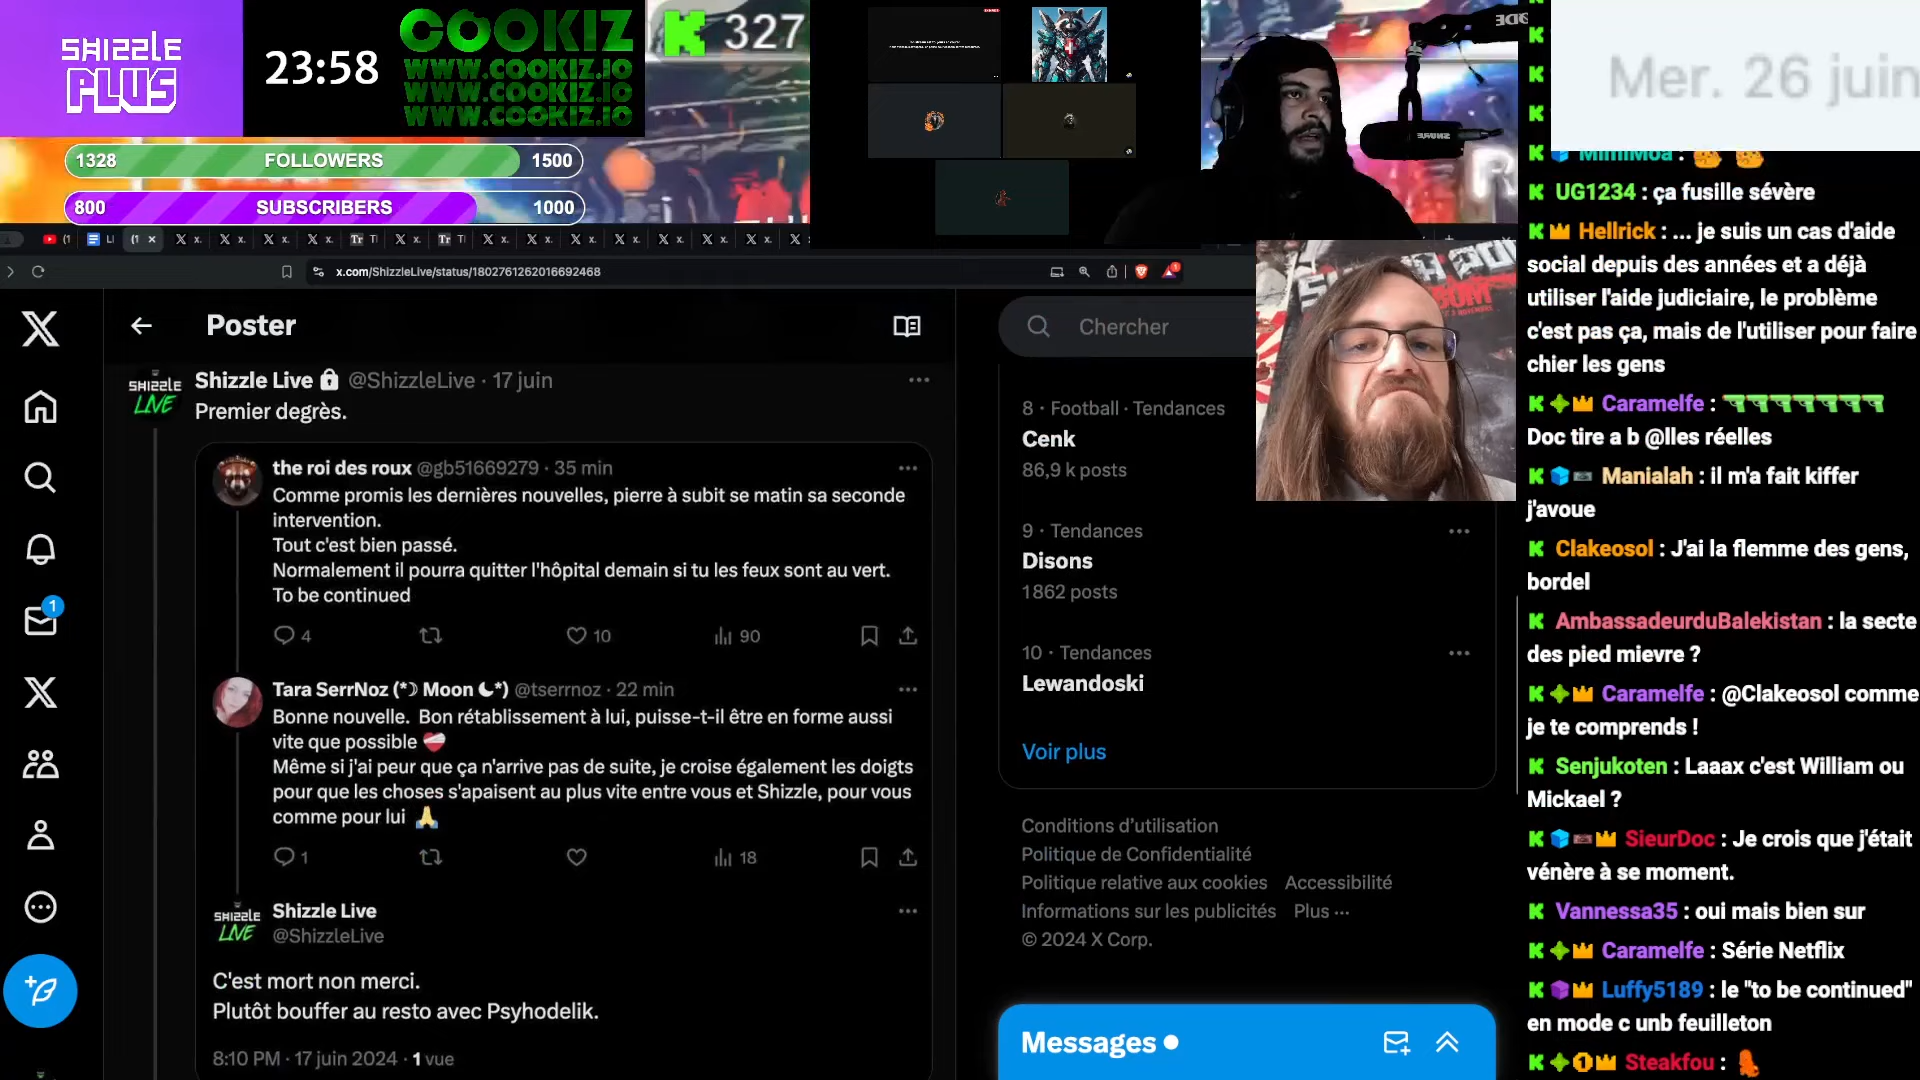 SHIZZLE
PLUS
23:58
COOKIZ
WWW.COOKIZ.IO
WWW.COOKIZ.IO
WWW.COOKIZ.IO
327
Mer. 26 juin
1328 FOLLOWERS 1500
800 SUBSCRIBERS 1000
x.com/ShizzleLive/status/1802761262016692468
Poster
Chercher
SHIZZLE
LIVE
Shizzle Live @ShizzleLive · 17 juin
Premier degrès.
the roi des roux @gb51669279 · 35 min
Comme promis les dernières nouvelles, pierre à subit se matin sa seconde
intervention.
Tout c'est bien passé.
Normalement il pourra quitter l'hôpital demain si tu les feux sont au vert.
To be continued
4 10 90
Tara SerrNoz (*☽ Moon ☾*) @tserrnoz · 22 min
Bonne nouvelle. Bon rétablissement à lui, puisse-t-il être en forme aussi
vite que possible
Même si j'ai peur que ça n'arrive pas de suite, je croise également les doigts
pour que les choses s'apaisent au plus vite entre vous et Shizzle, pour vous
comme pour lui
1 18
SHIZZLE
LIVE
Shizzle Live
@ShizzleLive
C'est mort non merci.
Plutôt bouffer au resto avec Psyhodelik.
8:10 PM · 17 juin 2024 · 1 vue
1
8 · Football · Tendances
Cenk
86,9 k posts
9 · Tendances
Disons
1862 posts
10 · Tendances
Lewandoski
Voir plus
Conditions d'utilisation
Politique de Confidentialité
Politique relative aux cookies Accessibilité
Informations sur les publicités Plus ···
© 2024 X Corp.
Messages
MimiMoa :
UG1234 : ça fusille sévère
Hellrick : ... je suis un cas d'aide
social depuis des années et a déjà
utiliser l'aide judiciaire, le problème
c'est pas ça, mais de l'utiliser pour faire
chier les gens
Caramelfe :
Doc tire a b @lles réelles
Manialah : il m'a fait kiffer
j'avoue
Clakeosol : J'ai la flemme des gens,
bordel
AmbassadeurduBalekistan : la secte
des pied mievre ?
Caramelfe : @Clakeosol comme
je te comprends !
Senjukoten : Laaax c'est William ou
Mickael ?
SieurDoc : Je crois que j'était
vénère à se moment.
Vannessa35 : oui mais bien sur
Caramelfe : Série Netflix
Luffy5189 : le "to be continued"
en mode c unb feuilleton
Steakfou :